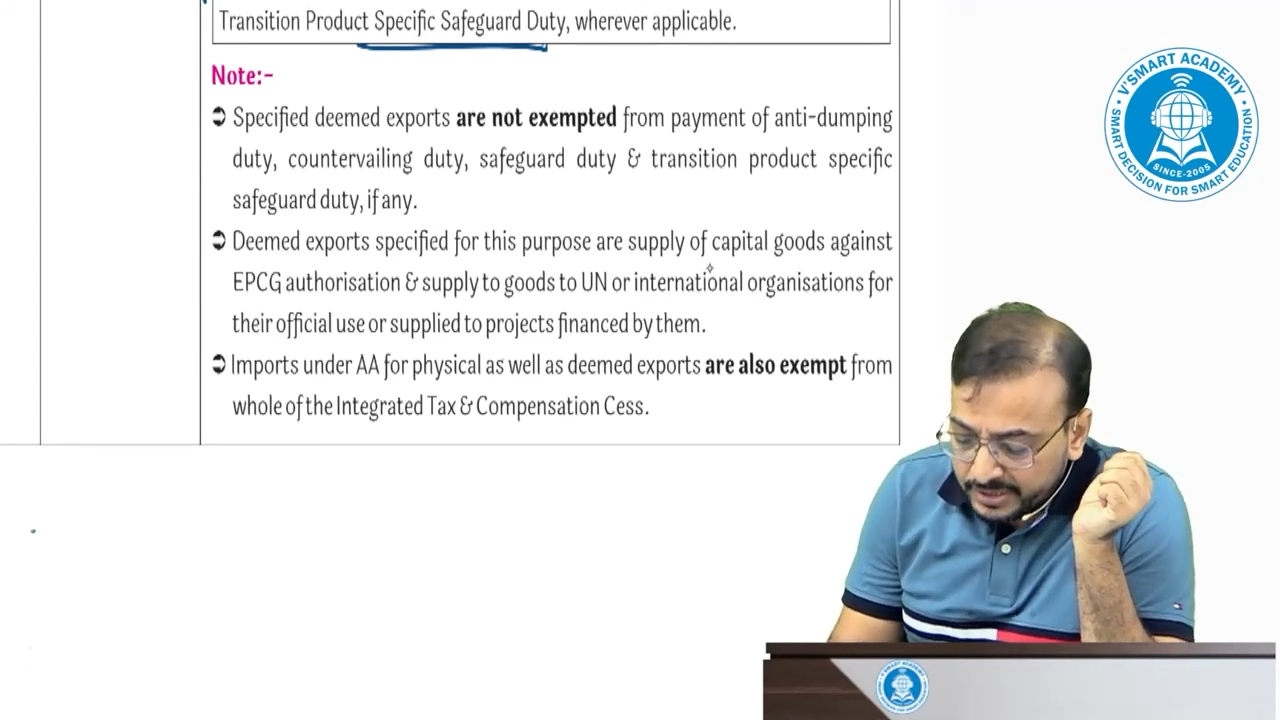 Transition Product Specific Safeguard Duty, wherever applicable.
Note:-
➲ Specified deemed exports are not exempted from payment of anti-dumping
duty, countervailing duty, safeguard duty & transition product specific
safeguard duty, if any.
➲ Deemed exports specified for this purpose are supply of capital goods against
EPCG authorisation & supply to goods to UN or international organisations for
their official use or supplied to projects financed by them.
➲ Imports under AA for physical as well as deemed exports are also exempt from
whole of the Integrated Tax & Compensation Cess.
V'SMART ACADEMY
SINCE-2005
SMART DECISION FOR SMART EDUCATION